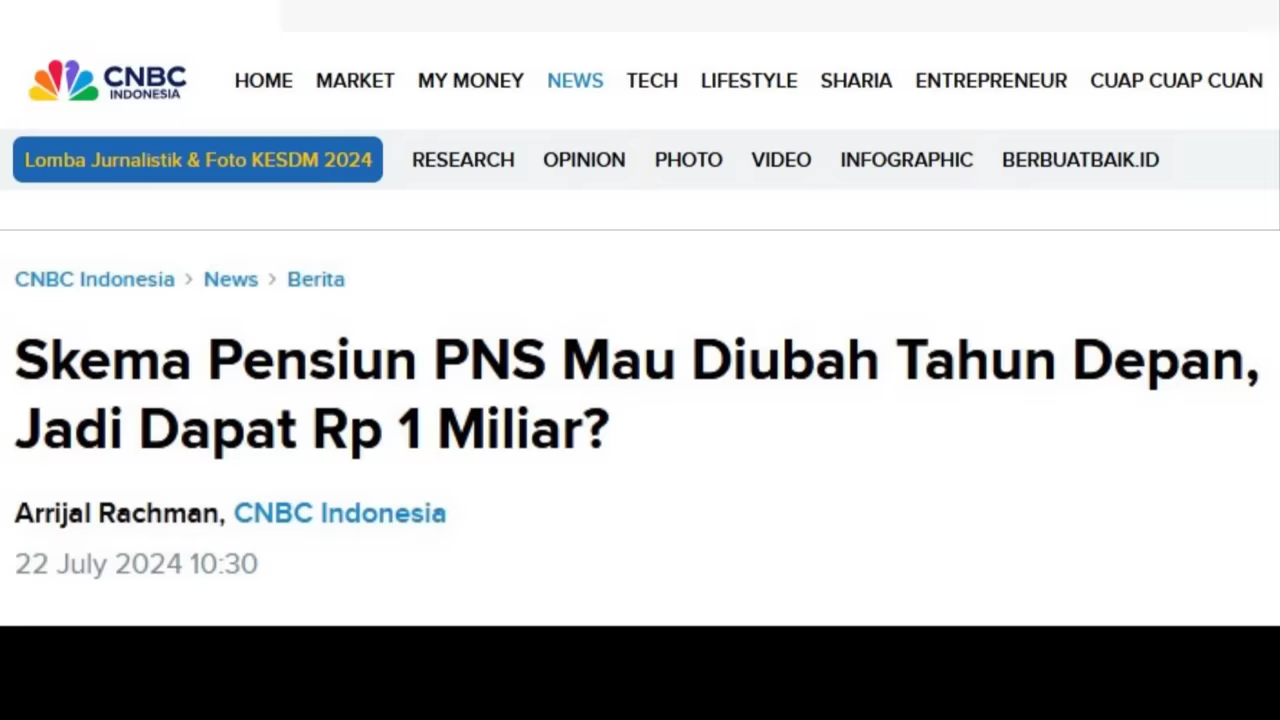 CNBC
INDONESIA
HOME MARKET MY MONEY NEWS TECH LIFESTYLE SHARIA ENTREPRENEUR CUAP CUAP CUAN
Lomba Jurnalistik & Foto KESDM 2024 RESEARCH OPINION PHOTO VIDEO INFOGRAPHIC BERBUATBAIK.ID
CNBC Indonesia > News > Berita
Skema Pensiun PNS Mau Diubah Tahun Depan,
Jadi Dapat Rp 1 Miliar?
Arrijal Rachman, CNBC Indonesia
22 July 2024 10:30